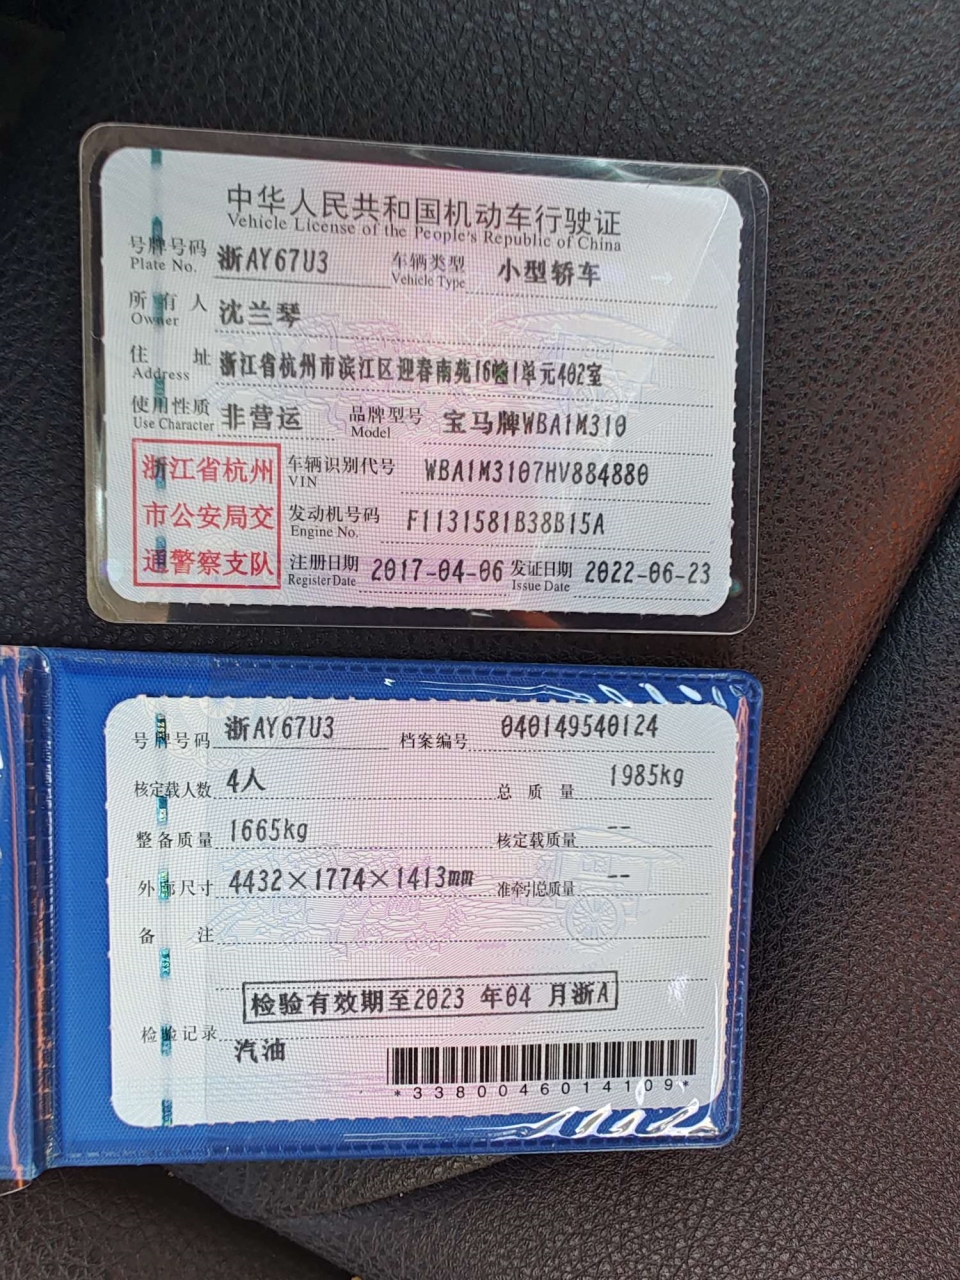 中华人民共和国机动车行驶证
Vehicle License of the People's Republic of China
号牌号码 浙AY67U3 车辆类型 小型轿车
Plate No. Vehicle Type
所有人 沈兰琴
Owner
住址 浙江省杭州市滨江区迎春南苑16幢1单元402室
Address
使用性质 非营运 品牌型号 宝马牌WBA1M310
Use Character Model
浙江省杭州
市公安局交
通警察支队
车辆识别代号 WBA1M3107HV884880
VIN
发动机号码 F1131581B38B15A
Engine No.
注册日期 2017-04-06 发证日期 2022-06-23
Register Date Issue Date
号牌号码 浙AY67U3 档案编号 040149540124
核定载人数 4人 总质量 1985kg
整备质量 1665kg 核定载质量 --
外廓尺寸 4432×1774×1413mm 准牵引总质量 --
备注
检验有效期至2023 年04 月浙A
检验记录
汽油
*3380046014109*